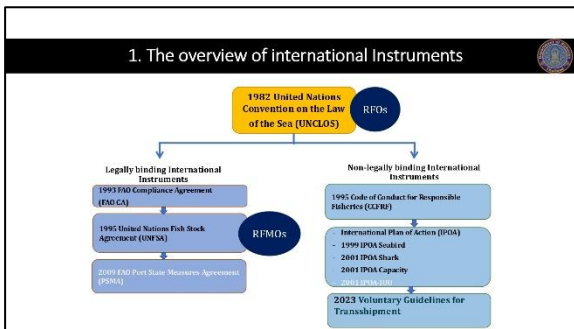 1. The overview of international Instruments
1982 United Nations
Convention on the Law
of the Sea (UNCLOS)
RFOs
Legally binding International
Instruments
1993 FAO Compliance Agreement
(FAO CA)
1995 United Nations Fish Stock
Agreement (UNFSA)
RFMOs
2009 FAO Port State Measures Agreement
(PSMA)
Non-legally binding International
Instruments
1995 Code of Conduct for Responsible
Fisheries (CCFRF)
- International Plan of Action (IPOA)
- 1999 IPOA Seabird
- 2001 IPOA Shark
2001 IPOA Capacity
- 2001 IPOA IUU
2023 Voluntary Guidelines for
Transshipment